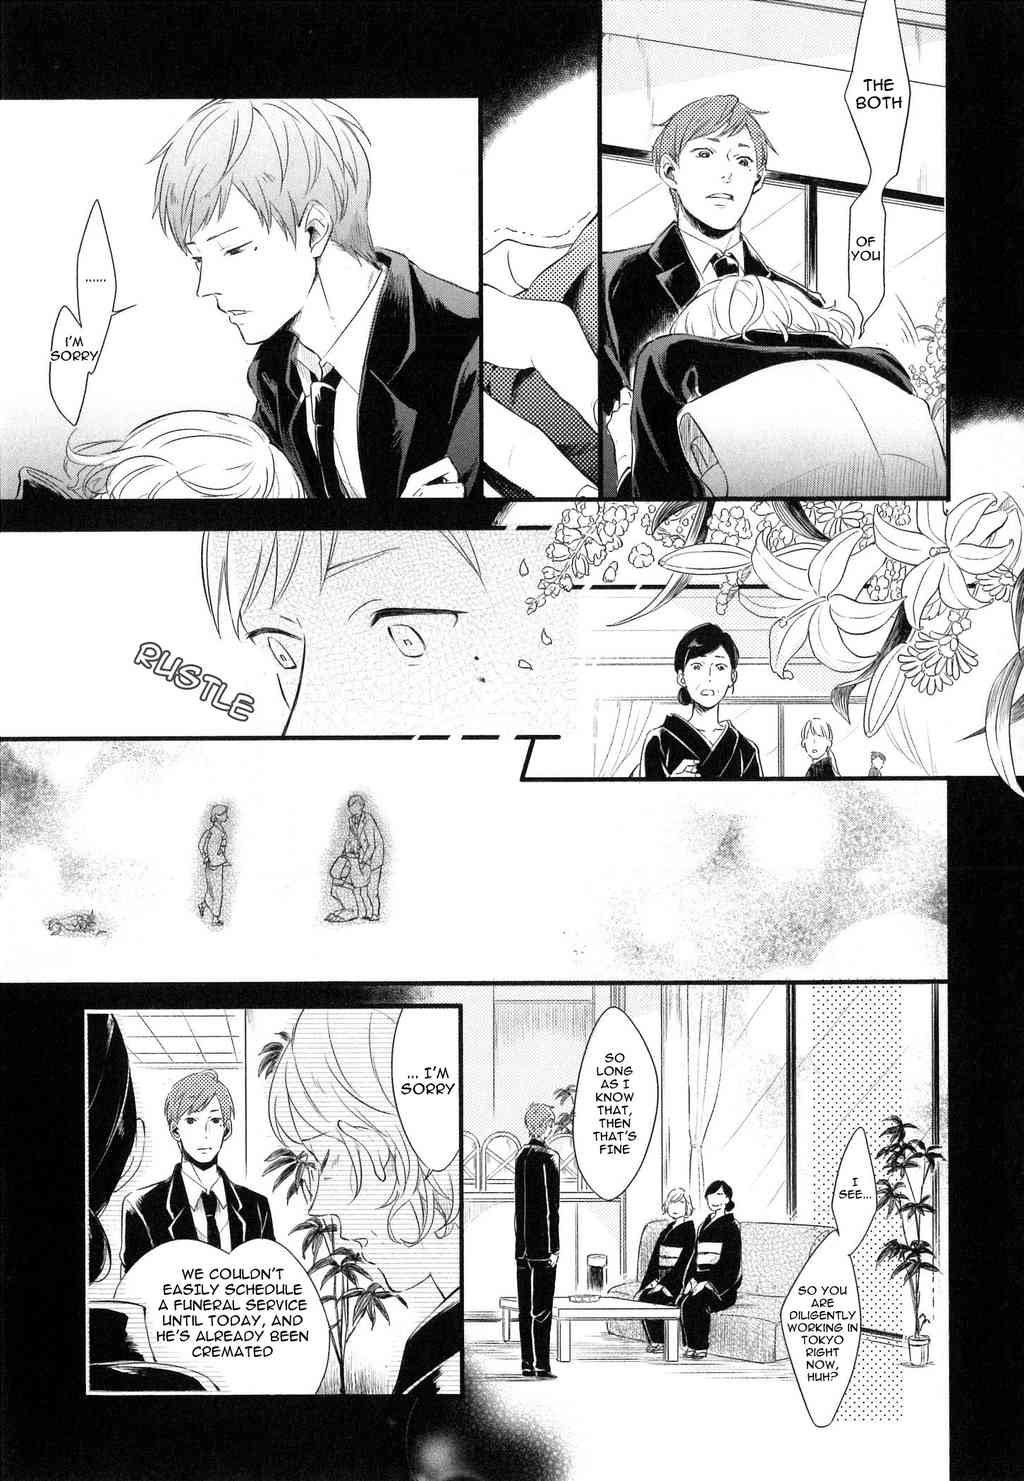 THE
BOTH
OF
YOU
......
I'M
SORRY
RUSTLE
I
SEE...
SO YOU
ARE
DILIGENTLY
WORKING IN
TOKYO
RIGHT
NOW,
HUH?
SO
LONG
AS I
KNOW
THAT,
THEN
THAT'S
FINE
... I'M
SORRY
WE COULDN'T
EASILY SCHEDULE
A FUNERAL SERVICE
UNTIL TODAY, AND
HE'S ALREADY BEEN
CREMATED